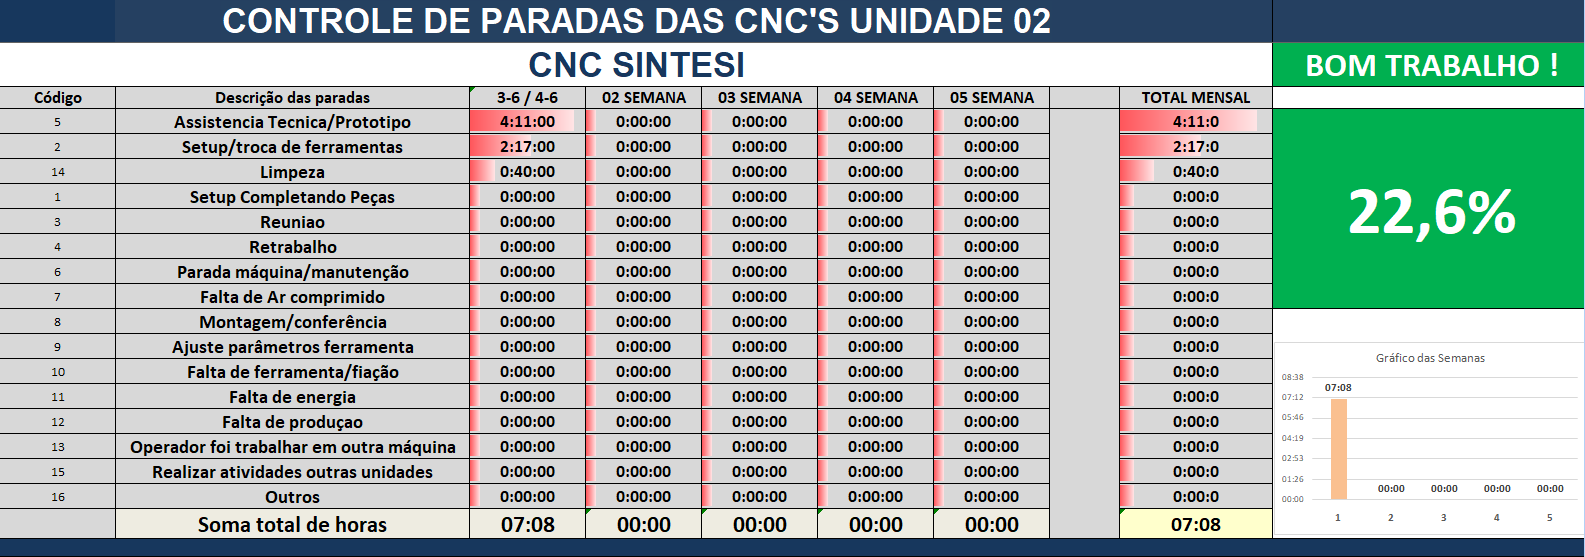 CONTROLE DE PARADAS DAS CNC'S UNIDADE 02
CNC SINTESI
BOM TRABALHO !
Código Descrição das paradas 3-6 / 4-6 02 SEMANA 03 SEMANA 04 SEMANA 05 SEMANA TOTAL MENSAL
5 Assistencia Tecnica/Prototipo 4:11:00 0:00:00 0:00:00 0:00:00 0:00:00 4:11:0
2 Setup/troca de ferramentas 2:17:00 0:00:00 0:00:00 0:00:00 0:00:00 2:17:0
14 Limpeza 0:40:00 0:00:00 0:00:00 0:00:00 0:00:00 0:40:0
1 Setup Completando Peças 0:00:00 0:00:00 0:00:00 0:00:00 0:00:00 0:00:0
3 Reuniao 0:00:00 0:00:00 0:00:00 0:00:00 0:00:00 0:00:0
4 Retrabalho 0:00:00 0:00:00 0:00:00 0:00:00 0:00:00 0:00:0
6 Parada máquina/manutenção 0:00:00 0:00:00 0:00:00 0:00:00 0:00:00 0:00:0
7 Falta de Ar comprimido 0:00:00 0:00:00 0:00:00 0:00:00 0:00:00 0:00:0
8 Montagem/conferência 0:00:00 0:00:00 0:00:00 0:00:00 0:00:00 0:00:0
9 Ajuste parâmetros ferramenta 0:00:00 0:00:00 0:00:00 0:00:00 0:00:00 0:00:0
10 Falta de ferramenta/fiação 0:00:00 0:00:00 0:00:00 0:00:00 0:00:00 0:00:0
11 Falta de energia 0:00:00 0:00:00 0:00:00 0:00:00 0:00:00 0:00:0
12 Falta de produçao 0:00:00 0:00:00 0:00:00 0:00:00 0:00:00 0:00:0
13 Operador foi trabalhar em outra máquina 0:00:00 0:00:00 0:00:00 0:00:00 0:00:00 0:00:0
15 Realizar atividades outras unidades 0:00:00 0:00:00 0:00:00 0:00:00 0:00:00 0:00:0
16 Outros 0:00:00 0:00:00 0:00:00 0:00:00 0:00:00 0:00:0
Soma total de horas 07:08 00:00 00:00 00:00 00:00 07:08
22,6%
Gráfico das Semanas
08:38
07:12
05:46
04:19
02:53
01:26
00:00
07:08 00:00 00:00 00:00 00:00
1 2 3 4 5